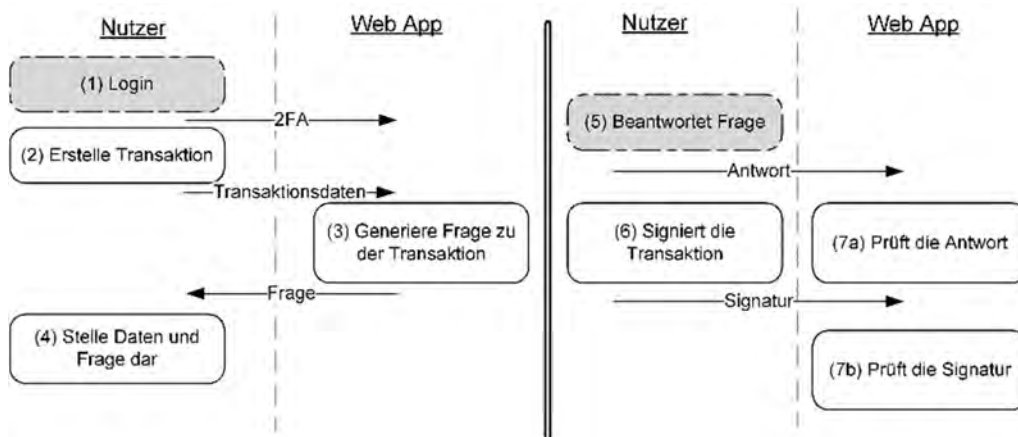 Nutzer
Web App
(1) Login
2FA
(2) Erstelle Transaktion
Transaktionsdaten
(3) Generiere Frage zu
der Transaktion
Frage
(4) Stelle Daten und
Frage dar
Nutzer
Web App
(5) Beantwortet Frage
Antwort
(6) Signiert die
Transaktion
(7a) Prüft die Antwort
Signatur
(7b) Prüft die Signatur